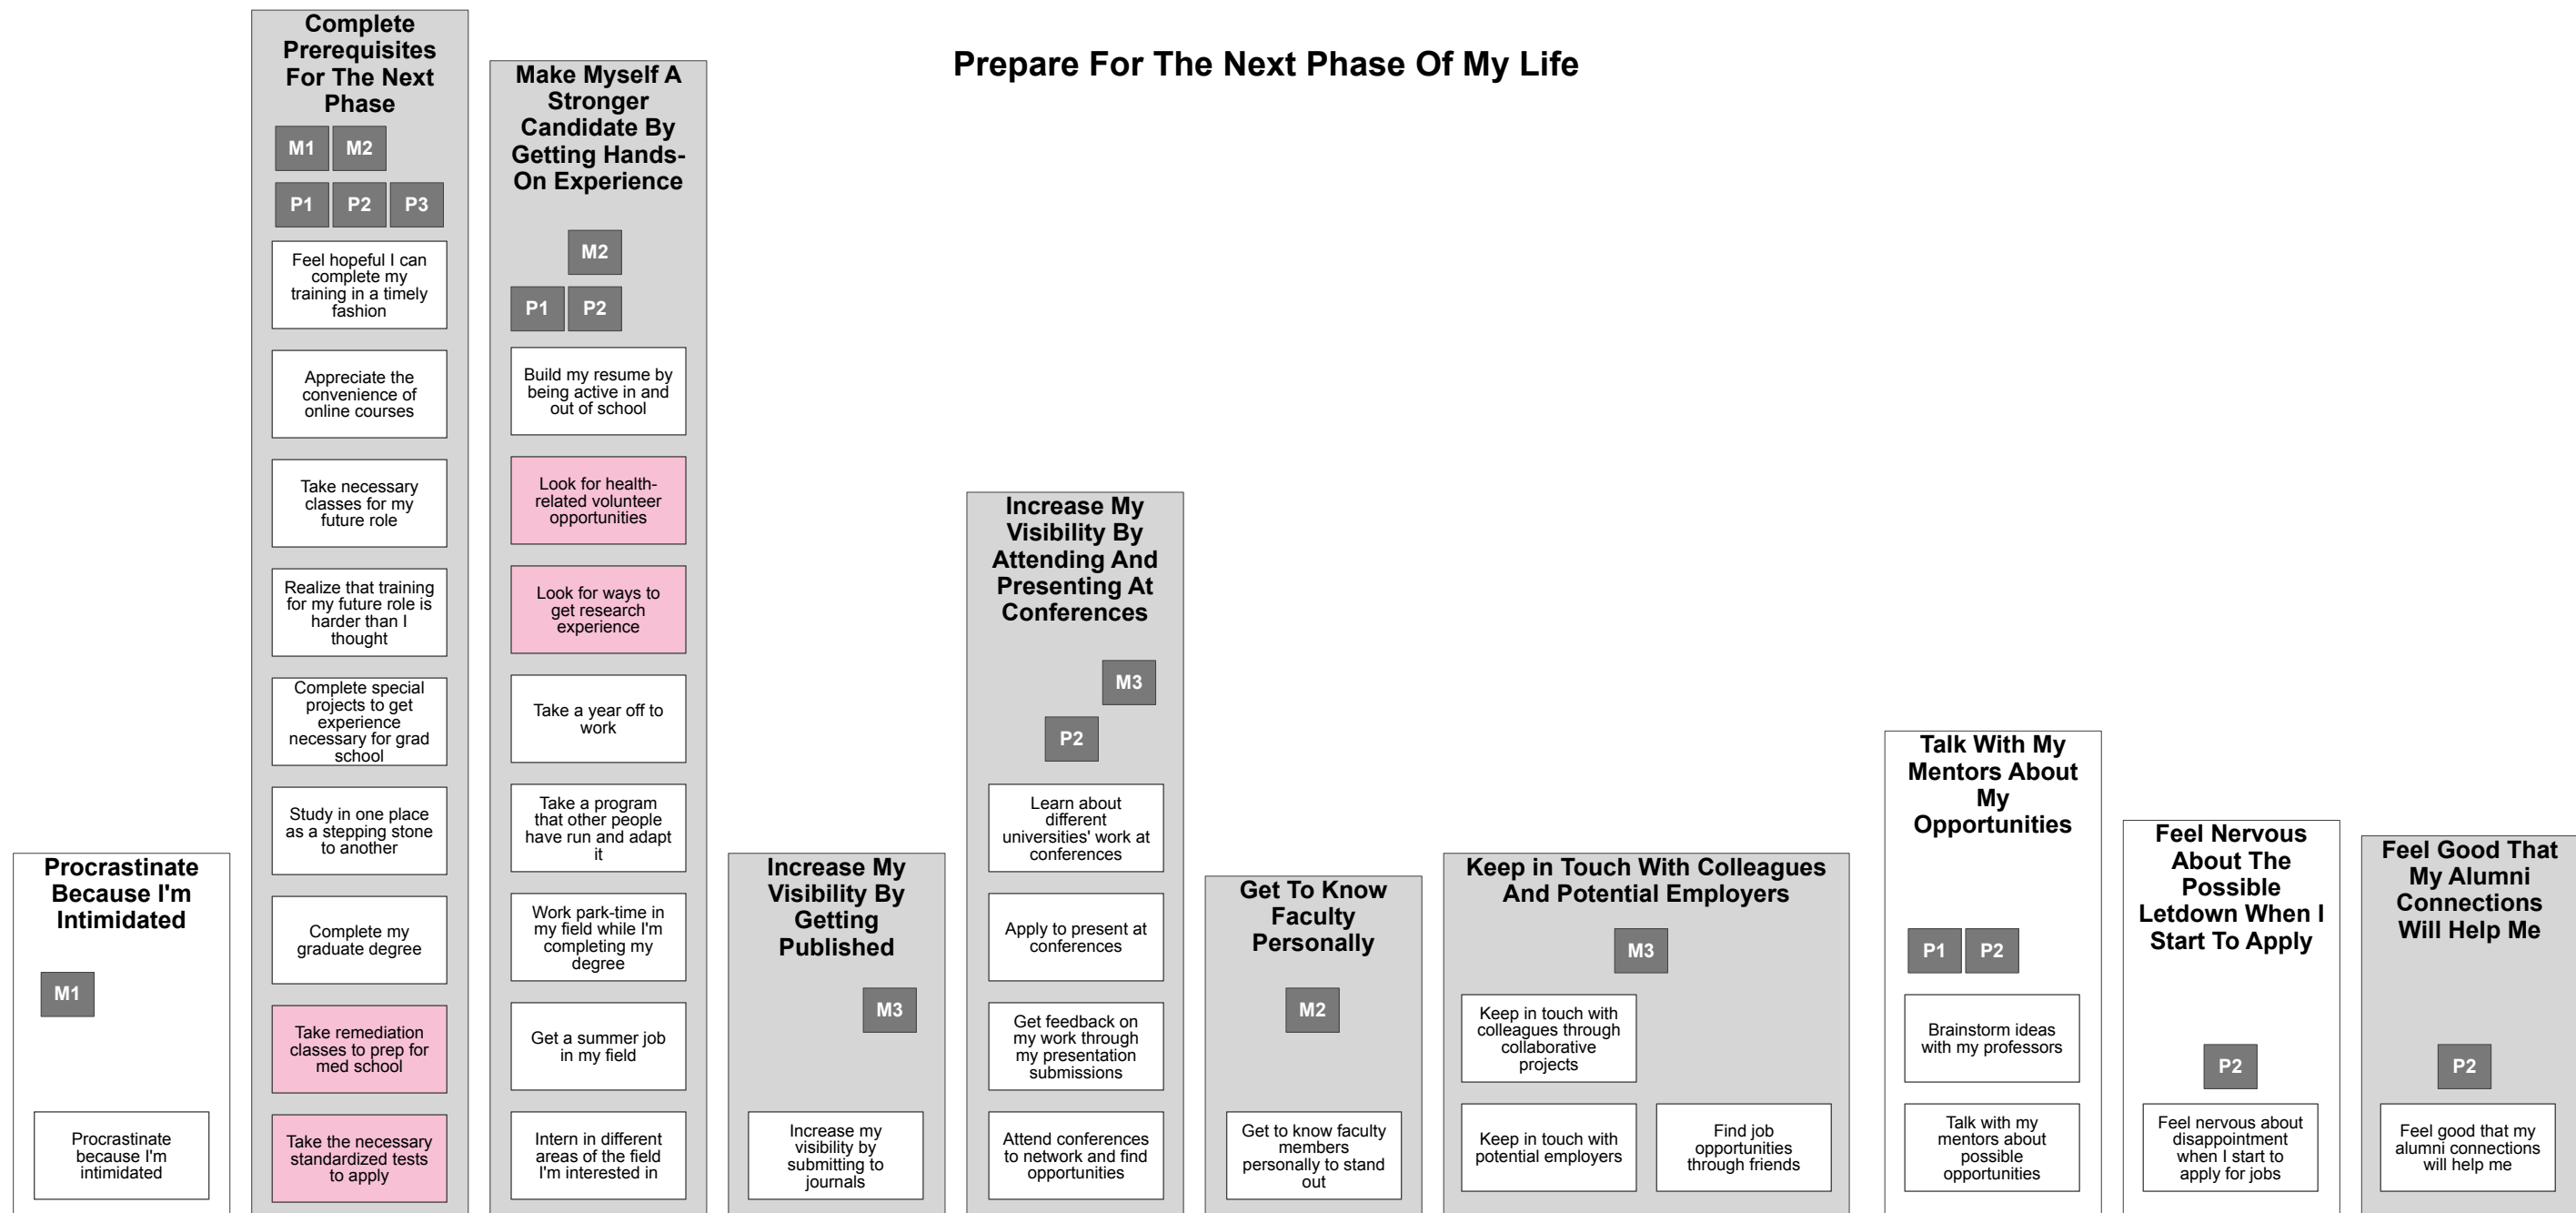 Prepare For The Next Phase Of My Life
Procrastinate
Because I'm
Intimidated
M1
Procrastinate
because I'm
intimidated
Complete
Prerequisites
For The Next
Phase
M1 M2
P1 P2 P3
Feel hopeful I can
complete my
training in a timely
fashion
Appreciate the
convenience of
online courses
Take necessary
classes for my
future role
Realize that training
for my future role is
harder than I
thought
Complete special
projects to get
experience
necessary for grad
school
Study in one place
as a stepping stone
to another
Complete my
graduate degree
Take remediation
classes to prep for
med school
Take the necessary
standardized tests
to apply
Make Myself A
Stronger
Candidate By
Getting Hands-
On Experience
M2
P1 P2
Build my resume by
being active in and
out of school
Look for health-
related volunteer
opportunities
Look for ways to
get research
experience
Take a year off to
work
Take a program
that other people
have run and adapt
it
Work park-time in
my field while I'm
completing my
degree
Get a summer job
in my field
Intern in different
areas of the field
I'm interested in
Increase My
Visibility By
Getting
Published
M3
Increase my
visibility by
submitting to
journals
Increase My
Visibility By
Attending And
Presenting At
Conferences
M3
P2
Learn about
different
universities' work at
conferences
Apply to present at
conferences
Get feedback on
my work through
my presentation
submissions
Attend conferences
to network and find
opportunities
Get To Know
Faculty
Personally
M2
Get to know faculty
members
personally to stand
out
Keep in Touch With Colleagues
And Potential Employers
M3
Keep in touch with
colleagues through
collaborative
projects
Keep in touch with
potential employers
Find job
opportunities
through friends
Talk With My
Mentors About
My
Opportunities
P1 P2
Brainstorm ideas
with my professors
Talk with my
mentors about
possible
opportunities
Feel Nervous
About The
Possible
Letdown When I
Start To Apply
P2
Feel nervous about
disappointment
when I start to
apply for jobs
Feel Good That
My Alumni
Connections
Will Help Me
P2
Feel good that my
alumni connections
will help me